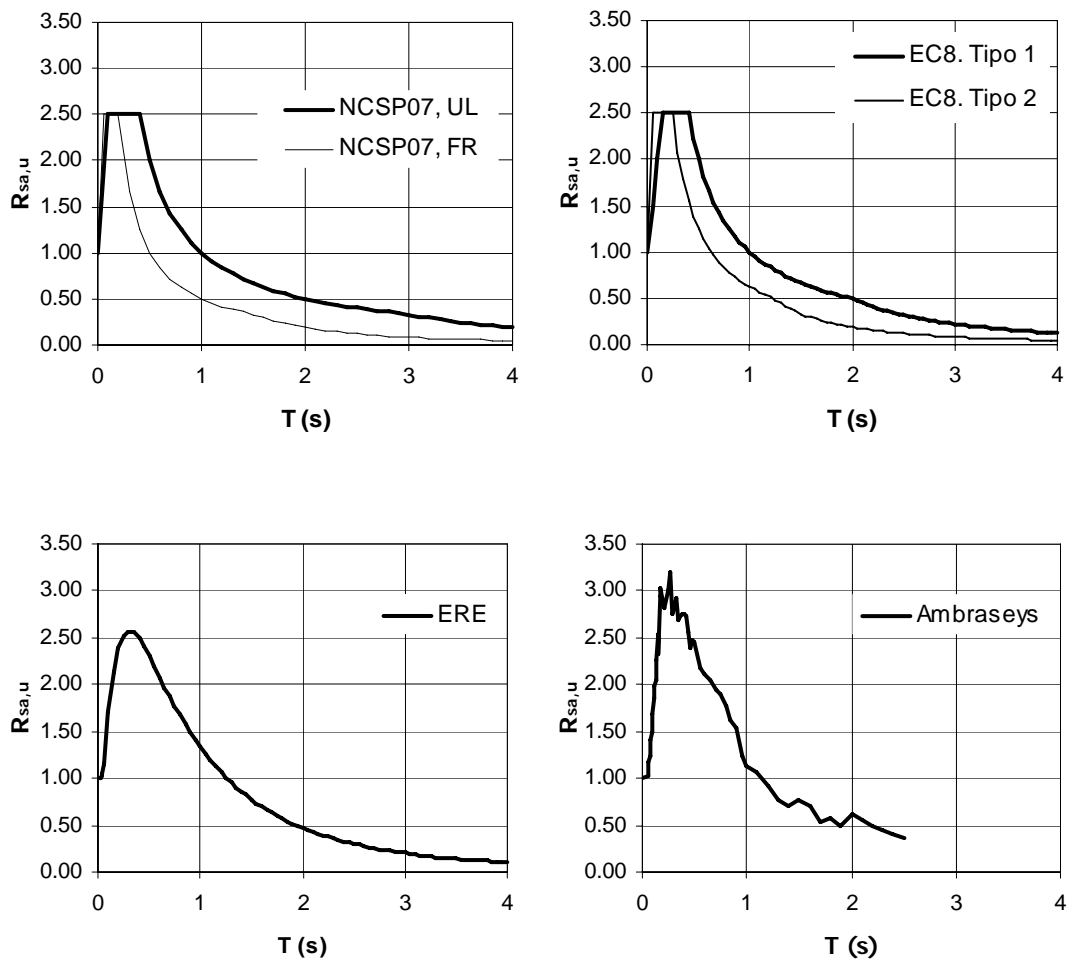 3.50
3.00
2.50
2.00
1.50
1.00
0.50
0.00
Rsa,u
NCSP07, UL
NCSP07, FR
0 1 2 3 4
T (s)
3.50
3.00
2.50
2.00
1.50
1.00
0.50
0.00
Rsa,u
EC8. Tipo 1
EC8. Tipo 2
0 1 2 3 4
T (s)
3.50
3.00
2.50
2.00
1.50
1.00
0.50
0.00
Rsa,u
ERE
0 1 2 3 4
T (s)
3.50
3.00
2.50
2.00
1.50
1.00
0.50
0.00
Rsa,u
Ambraseys
0 1 2 3 4
T (s)